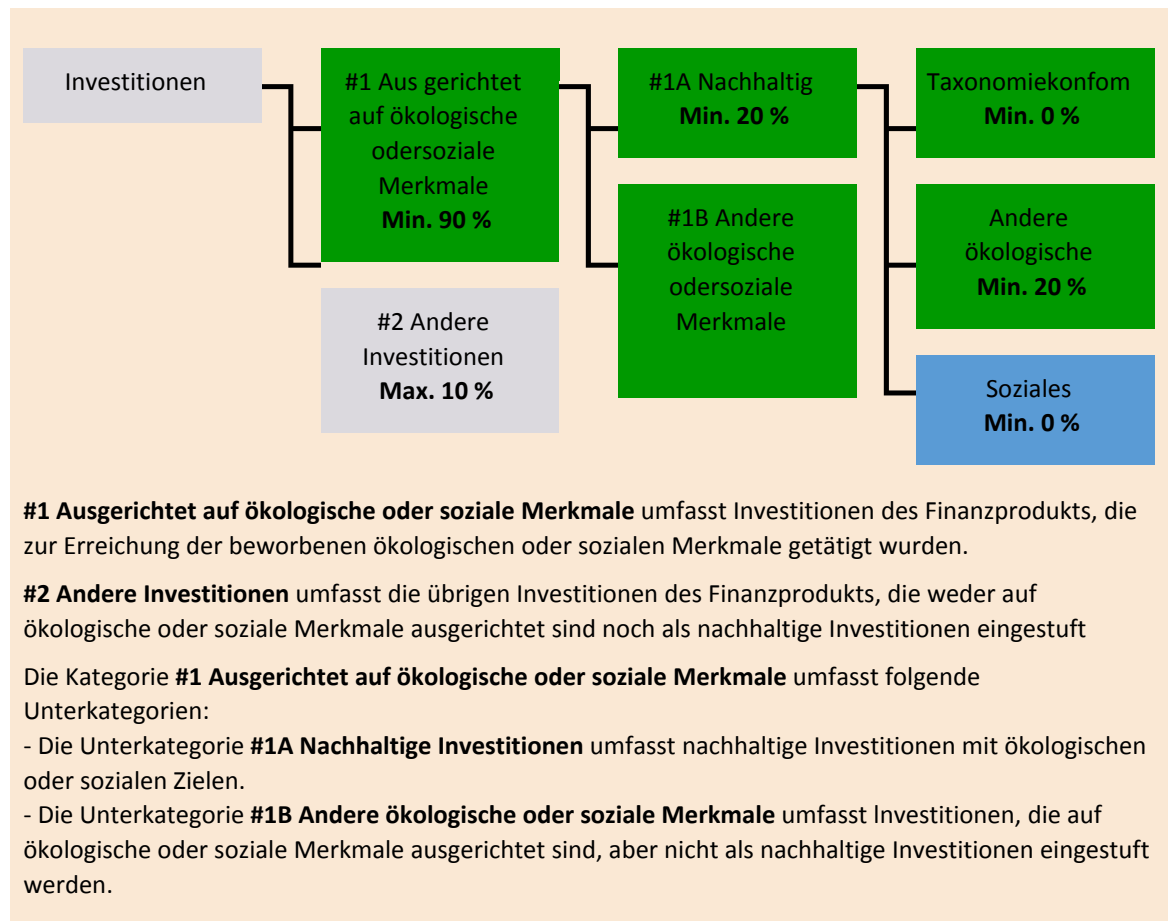 Investitionen
#1 Aus gerichtet
auf ökologische
odersoziale
Merkmale
Min. 90 %
#2 Andere
Investitionen
Max. 10 %
#1A Nachhaltig
Min. 20 %
#1B Andere
ökologische
odersoziale
Merkmale
Taxonomiekonfom
Min. 0 %
Andere
ökologische
Min. 20 %
Soziales
Min. 0 %
#1 Ausgerichtet auf ökologische oder soziale Merkmale umfasst Investitionen des Finanzprodukts, die
zur Erreichung der beworbenen ökologischen oder sozialen Merkmale getätigt wurden.
#2 Andere Investitionen umfasst die übrigen Investitionen des Finanzprodukts, die weder auf
ökologische oder soziale Merkmale ausgerichtet sind noch als nachhaltige Investitionen eingestuft
Die Kategorie #1 Ausgerichtet auf ökologische oder soziale Merkmale umfasst folgende
Unterkategorien:
- Die Unterkategorie #1A Nachhaltige Investitionen umfasst nachhaltige Investitionen mit ökologischen
oder sozialen Zielen.
- Die Unterkategorie #1B Andere ökologische oder soziale Merkmale umfasst lnvestitionen, die auf
ökologische oder soziale Merkmale ausgerichtet sind, aber nicht als nachhaltige Investitionen eingestuft
werden.